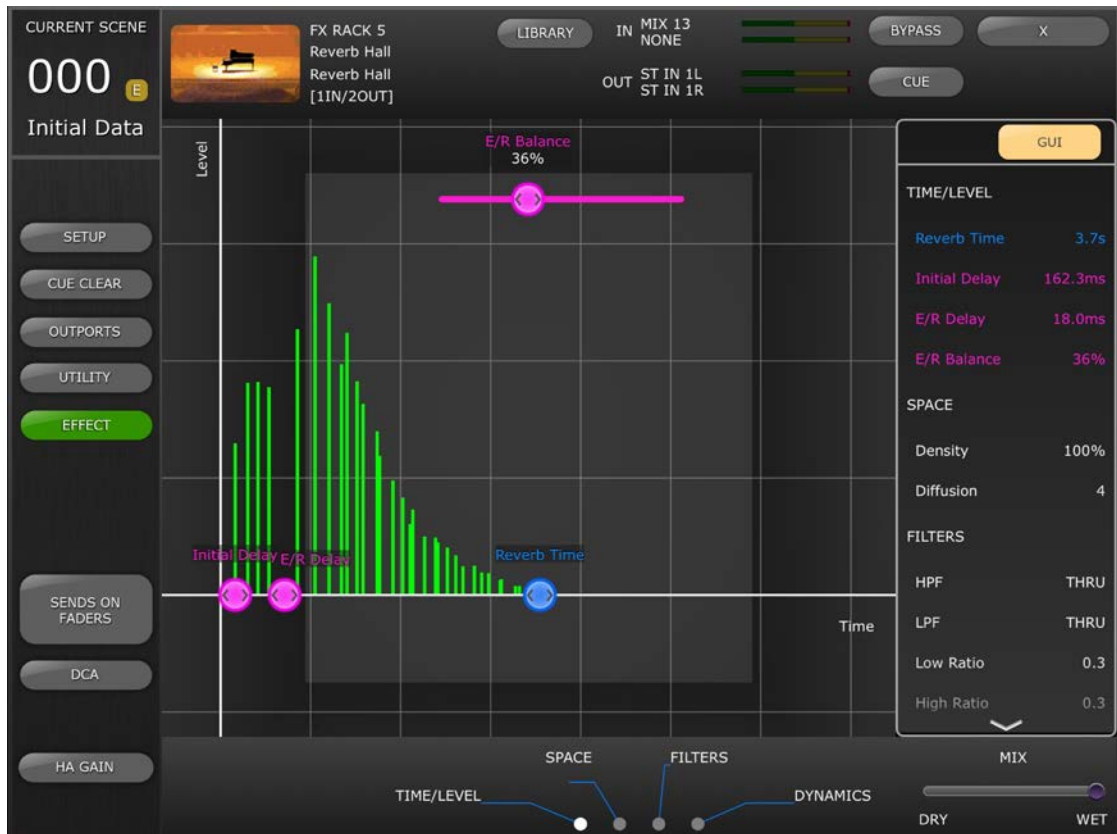 CURRENT SCENE
000 E
Initial Data
FX RACK 5
Reverb Hall
Reverb Hall
[1IN/2OUT]
LIBRARY
IN MIX 13
NONE
OUT ST IN 1L
ST IN 1R
BYPASS
X
CUE
SETUP
CUE CLEAR
OUTPORTS
UTILITY
EFFECT
SENDS ON
FADERS
DCA
HA GAIN
Level
E/R Balance
36%
Initial Delay
E/R Delay
Reverb Time
Time
GUI
TIME/LEVEL
Reverb Time 3.7s
Initial Delay 162.3ms
E/R Delay 18.0ms
E/R Balance 36%
SPACE
Density 100%
Diffusion 4
FILTERS
HPF THRU
LPF THRU
Low Ratio 0.3
High Ratio 0.3
SPACE
FILTERS
TIME/LEVEL
DYNAMICS
MIX
DRY WET